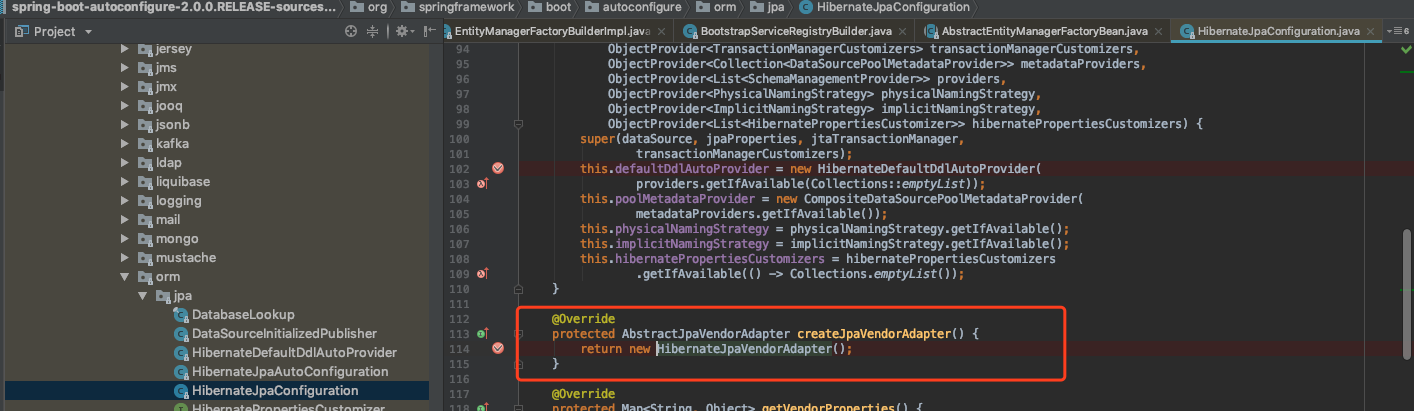 spring-boot-autoconfigure-2.0.0.RELEASE-sources... org springframework boot autoconfigure orm jpa HibernateJpaConfiguration
Project
EntityManagerFactoryBuilderImpl.java BootstrapServiceRegistryBuilder.java AbstractEntityManagerFactoryBean.java HibernateJpaConfiguration.java 6
jersey
jms
jmx
jooq
jsonb
kafka
ldap
liquibase
logging
mail
mongo
mustache
orm
jpa
DatabaseLookup
DataSourceInitializedPublisher
HibernateDefaultDdlAutoProvider
HibernateJpaAutoConfiguration
HibernateJpaConfiguration
HibernatePropertiesCustomizer
94 ObjectProvider<TransactionManagerCustomizers> transactionManagerCustomizers,
95 ObjectProvider<Collection<DataSourcePoolMetadataProvider>> metadataProviders,
96 ObjectProvider<List<SchemaManagementProvider>> providers,
97 ObjectProvider<PhysicalNamingStrategy> physicalNamingStrategy,
98 ObjectProvider<ImplicitNamingStrategy> implicitNamingStrategy,
99 ObjectProvider<List<HibernatePropertiesCustomizer>> hibernatePropertiesCustomizers) {
100 super(dataSource, jpaProperties, jtaTransactionManager,
101 transactionManagerCustomizers);
102 this.defaultDdlAutoProvider = new HibernateDefaultDdlAutoProvider(
103 providers.getIfAvailable(Collections::emptyList));
104 this.poolMetadataProvider = new CompositeDataSourcePoolMetadataProvider(
105 metadataProviders.getIfAvailable());
106 this.physicalNamingStrategy = physicalNamingStrategy.getIfAvailable();
107 this.implicitNamingStrategy = implicitNamingStrategy.getIfAvailable();
108 this.hibernatePropertiesCustomizers = hibernatePropertiesCustomizers
109 .getIfAvailable(() -> Collections.emptyList());
110 }
111
112 @Override
113 protected AbstractJpaVendorAdapter createJpaVendorAdapter() {
114 return new HibernateJpaVendorAdapter();
115 }
116
117 @Override
118 protected Map<String, Object> getVendorProperties() {